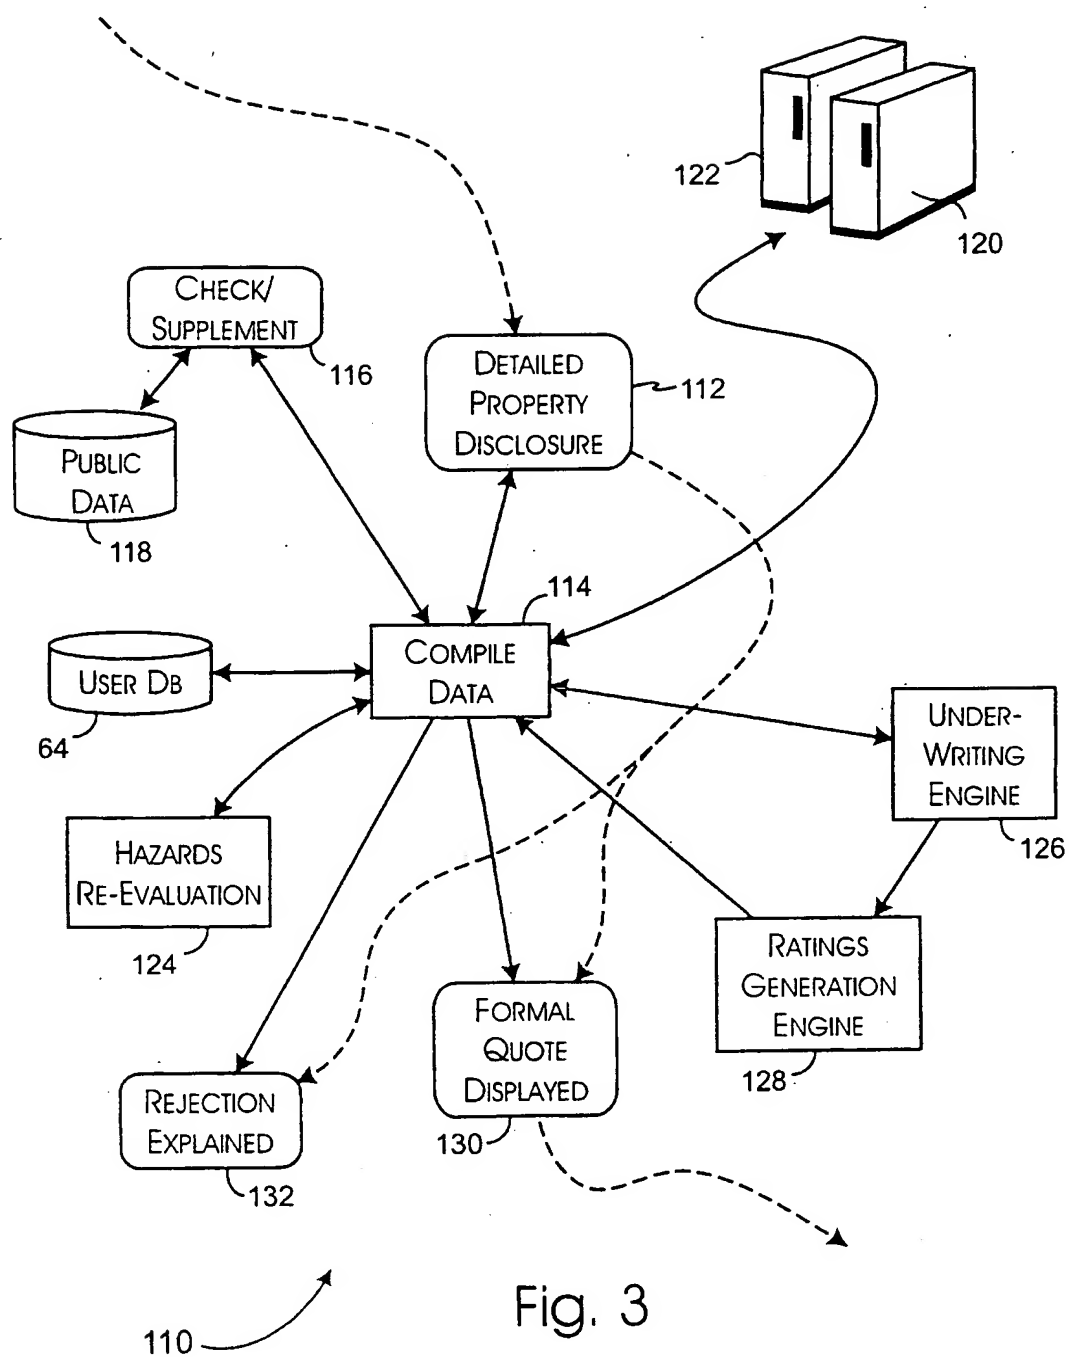 122
120
CHECK/
SUPPLEMENT
116
DETAILED
PROPERTY
DISCLOSURE
112
PUBLIC
DATA
118
114
COMPILE
DATA
USER DB
64
UNDER-
WRITING
ENGINE
126
HAZARDS
RE-EVALUATION
124
RATINGS
GENERATION
ENGINE
128
FORMAL
QUOTE
DISPLAYED
130
REJECTION
EXPLAINED
132
Fig. 3
110